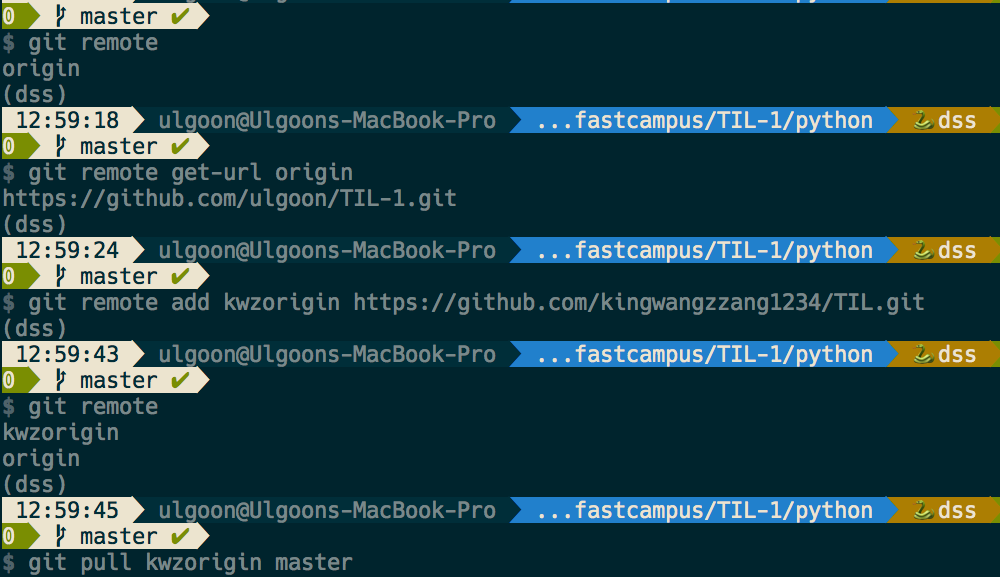 0 master ✔
$ git remote
origin
(dss)
12:59:18 ulgoon@Ulgoons-MacBook-Pro ...fastcampus/TIL-1/python 🐍dss
0 master ✔
$ git remote get-url origin
https://github.com/ulgoon/TIL-1.git
(dss)
12:59:24 ulgoon@Ulgoons-MacBook-Pro ...fastcampus/TIL-1/python 🐍dss
0 master ✔
$ git remote add kwzorigin https://github.com/kingwangzzang1234/TIL.git
(dss)
12:59:43 ulgoon@Ulgoons-MacBook-Pro ...fastcampus/TIL-1/python 🐍dss
0 master ✔
$ git remote
kwzorigin
origin
(dss)
12:59:45 ulgoon@Ulgoons-MacBook-Pro ...fastcampus/TIL-1/python 🐍dss
0 master ✔
$ git pull kwzorigin master